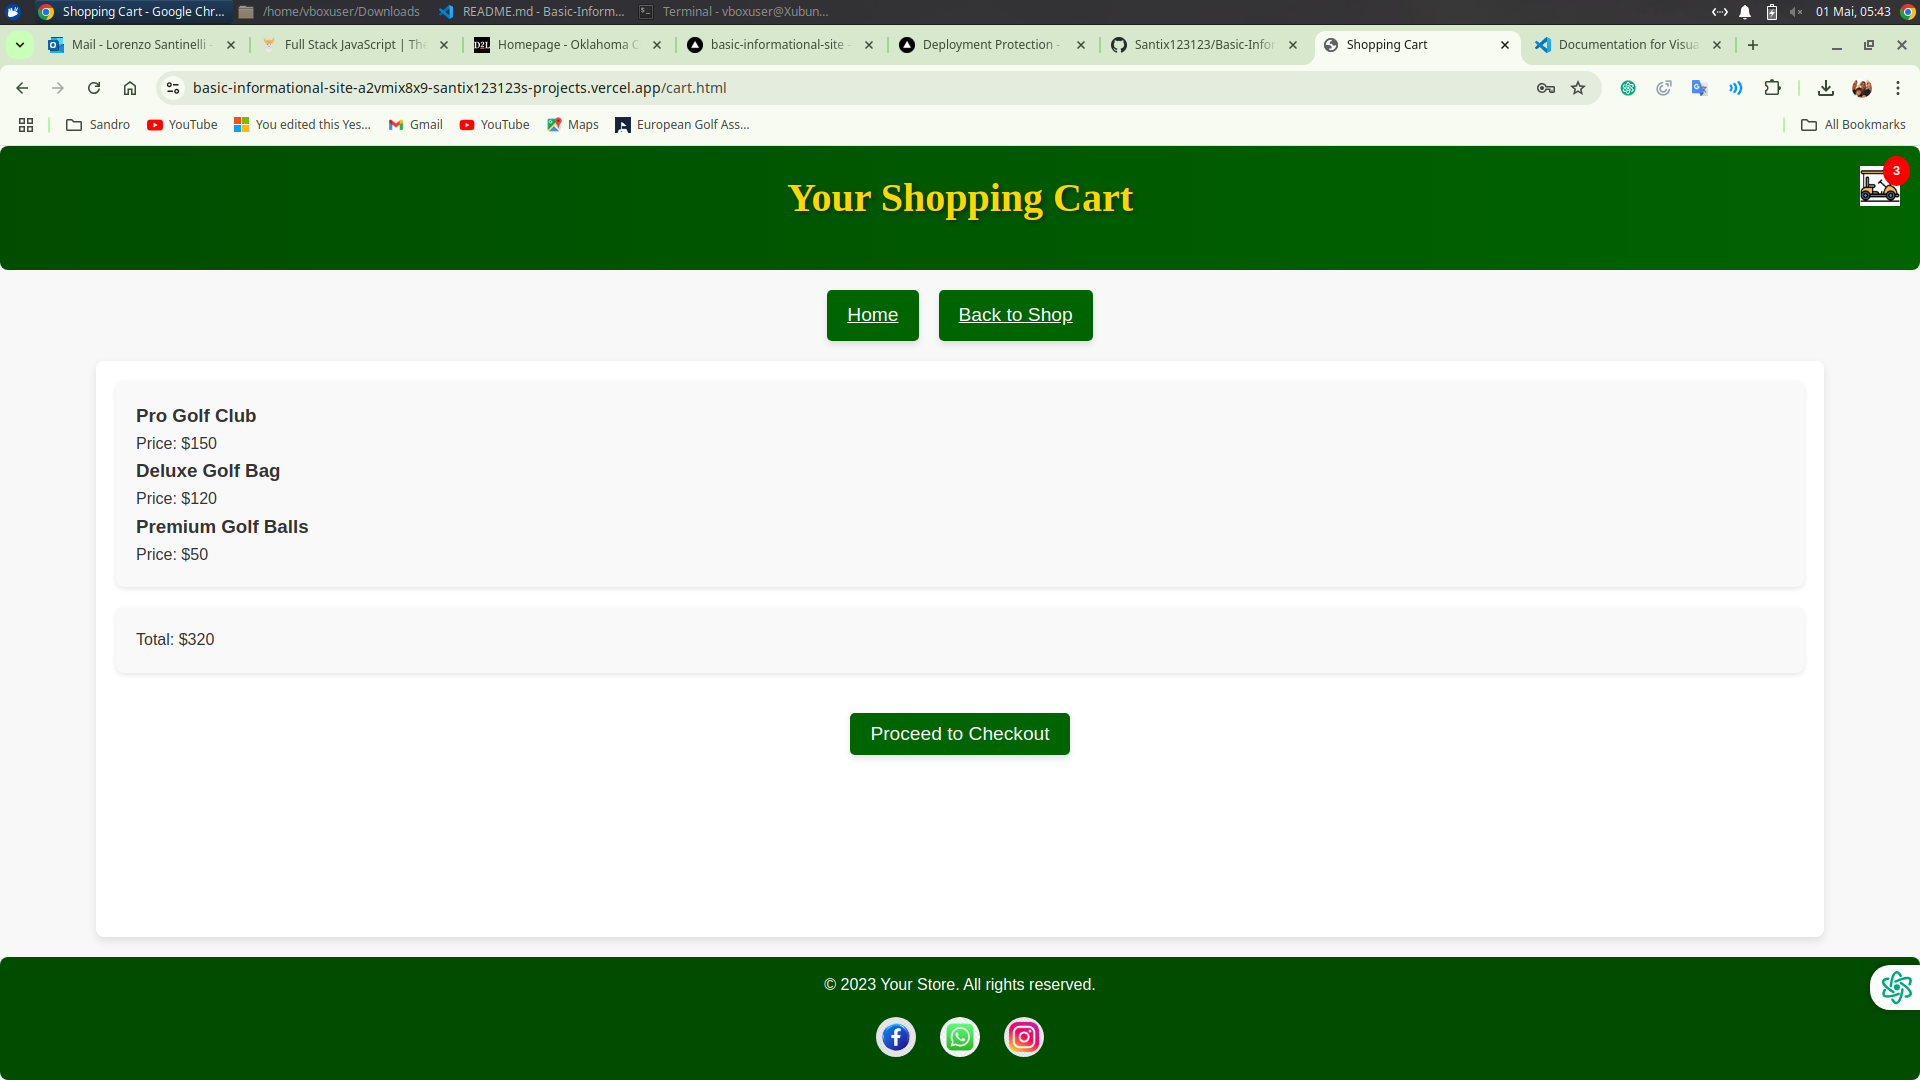 Shopping Cart - Google Chr...
/home/vboxuser/Downloads
README.md - Basic-Inform...
Terminal - vboxuser@Xubun...
01 Mai, 05:43
Mail - Lorenzo Santinelli -
Full Stack JavaScript | The
D2L
Homepage - Oklahoma C
basic-informational-site -
Deployment Protection -
Santix123123/Basic-Infor
Shopping Cart
Documentation for Visua
basic-informational-site-a2vmix8x9-santix123123s-projects.vercel.app/cart.html
Sandro
YouTube
You edited this Yes...
Gmail
YouTube
Maps
European Golf Ass...
All Bookmarks
Your Shopping Cart
3
Home
Back to Shop
Pro Golf Club
Price: $150
Deluxe Golf Bag
Price: $120
Premium Golf Balls
Price: $50
Total: $320
Proceed to Checkout
© 2023 Your Store. All rights reserved.